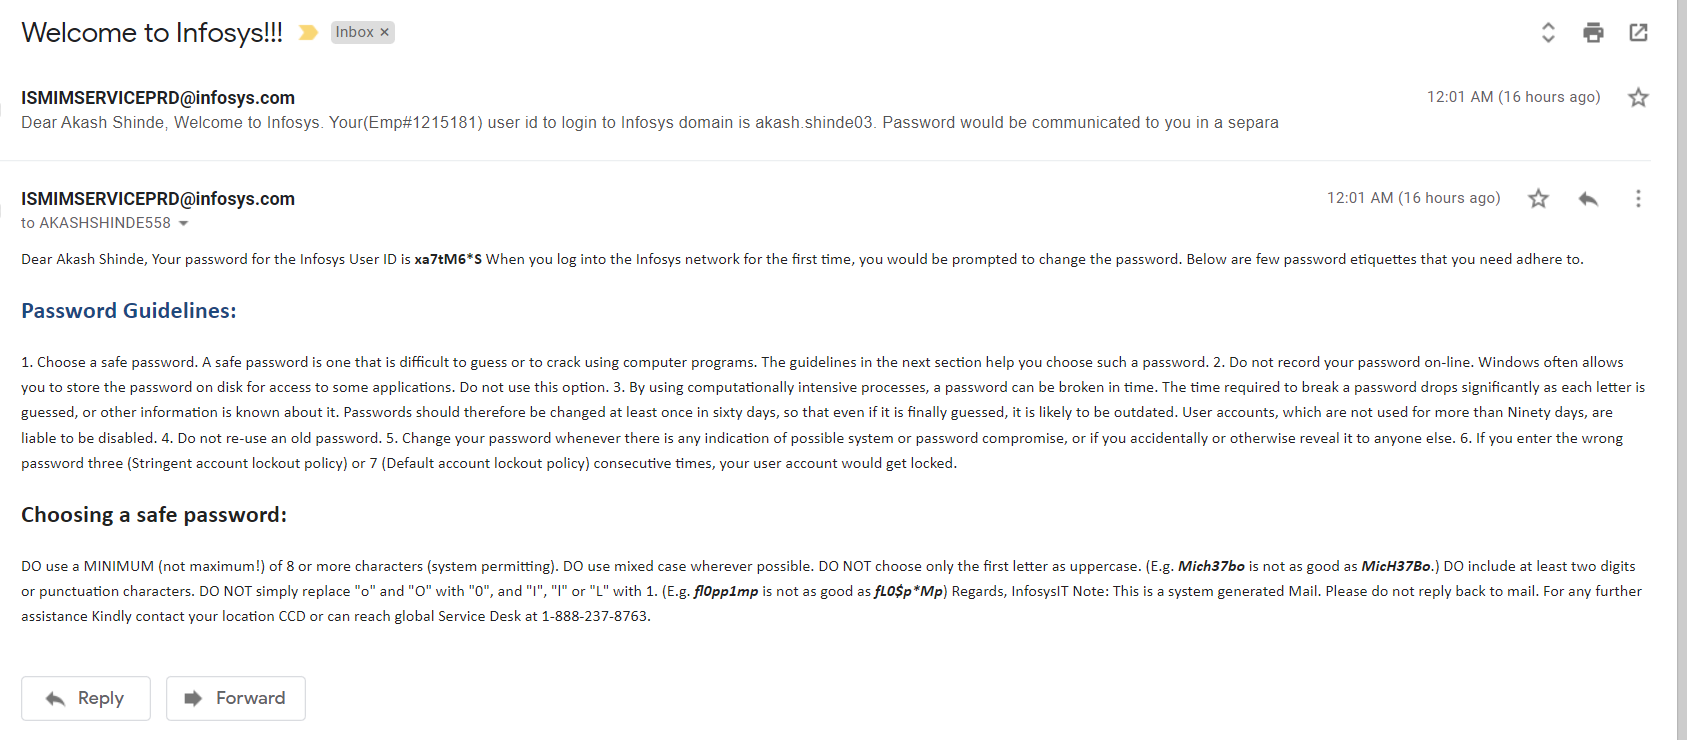 Welcome to Infosys!!! Inbox ×
ISMIMSERVICEPRD@infosys.com 12:01 AM (16 hours ago)
Dear Akash Shinde, Welcome to Infosys. Your(Emp#1215181) user id to login to Infosys domain is akash.shinde03. Password would be communicated to you in a separa
ISMIMSERVICEPRD@infosys.com 12:01 AM (16 hours ago)
to AKASHSHINDE558
Dear Akash Shinde, Your password for the Infosys User ID is xa7tM6*S When you log into the Infosys network for the first time, you would be prompted to change the password. Below are few password etiquettes that you need adhere to.
Password Guidelines:
1. Choose a safe password. A safe password is one that is difficult to guess or to crack using computer programs. The guidelines in the next section help you choose such a password. 2. Do not record your password on-line. Windows often allows
you to store the password on disk for access to some applications. Do not use this option. 3. By using computationally intensive processes, a password can be broken in time. The time required to break a password drops significantly as each letter is
guessed, or other information is known about it. Passwords should therefore be changed at least once in sixty days, so that even if it is finally guessed, it is likely to be outdated. User accounts, which are not used for more than Ninety days, are
liable to be disabled. 4. Do not re-use an old password. 5. Change your password whenever there is any indication of possible system or password compromise, or if you accidentally or otherwise reveal it to anyone else. 6. If you enter the wrong
password three (Stringent account lockout policy) or 7 (Default account lockout policy) consecutive times, your user account would get locked.
Choosing a safe password:
DO use a MINIMUM (not maximum!) of 8 or more characters (system permitting). DO use mixed case wherever possible. DO NOT choose only the first letter as uppercase. (E.g. Mich37bo is not as good as MicH37Bo.) DO include at least two digits
or punctuation characters. DO NOT simply replace "o" and "O" with "0", and "I", "l" or "L" with 1. (E.g. fl0pp1mp is not as good as fL0$p*Mp) Regards, InfosysIT Note: This is a system generated Mail. Please do not reply back to mail. For any further
assistance Kindly contact your location CCD or can reach global Service Desk at 1-888-237-8763.
Reply Forward